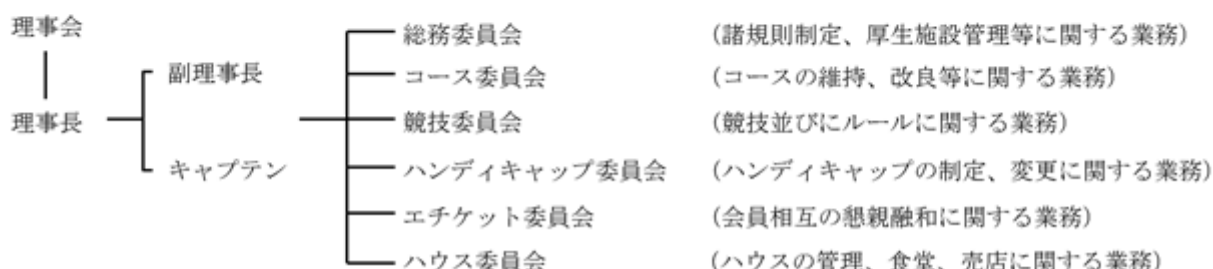 理事会
総務委員会 (諸規則制定、厚生施設管理等に関する業務)
副理事長
コース委員会 (コースの維持、改良等に関する業務)
理事長
競技委員会 (競技並びにルールに関する業務)
キャプテン
ハンディキャップ委員会 (ハンディキャップの制定、変更に関する業務)
エチケット委員会 (会員相互の懇親融和に関する業務)
ハウス委員会 (ハウスの管理、食堂、売店に関する業務)